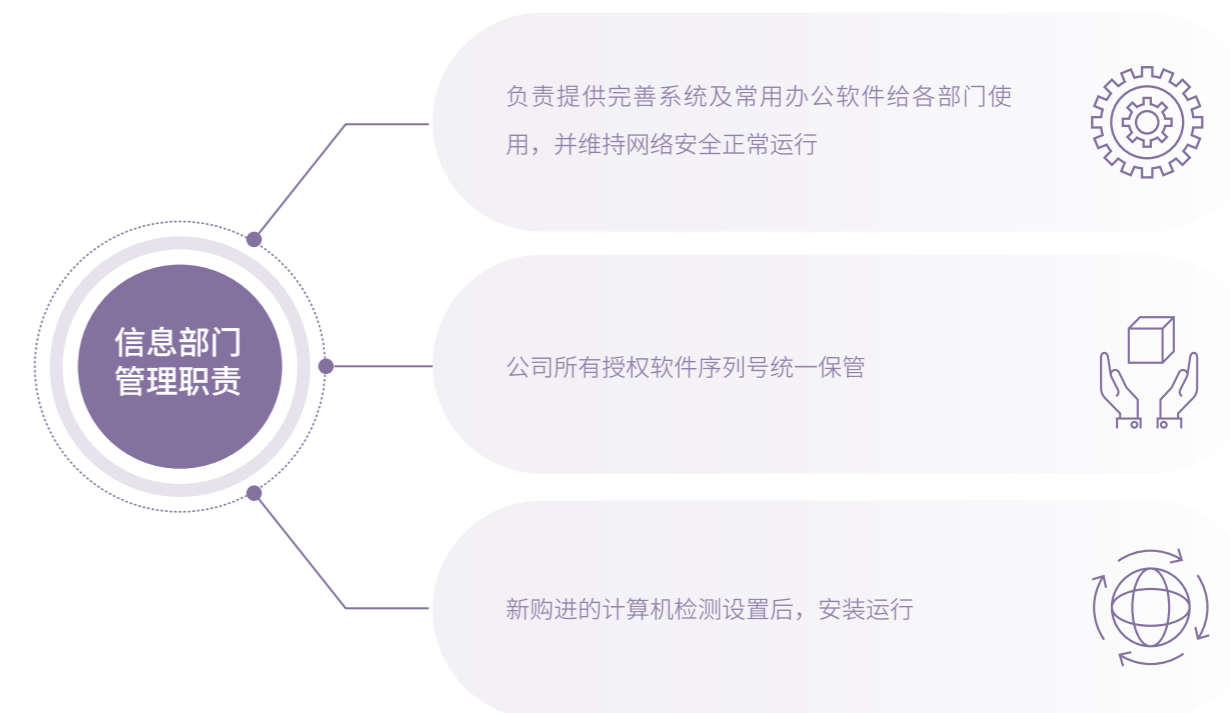 负责提供完善系统及常用办公软件给各部门使
用，并维持网络安全正常运行
信息部门
管理职责
公司所有授权软件序列号统一保管
新购进的计算机检测设置后，安装运行